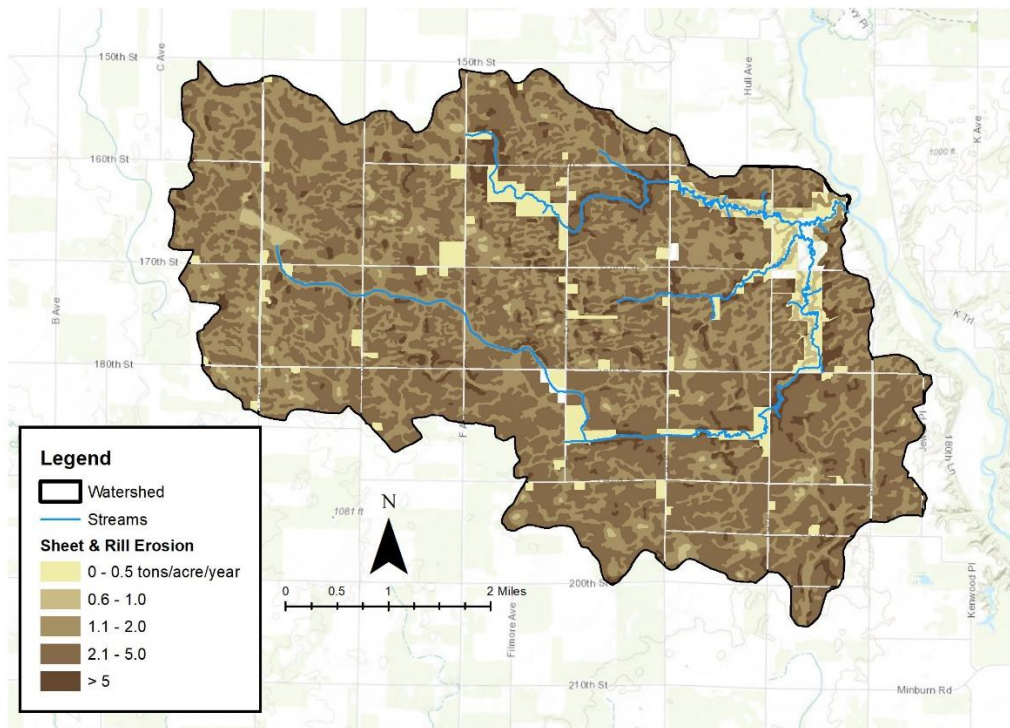 150th St
C Ave
150th St
Hull Ave
K Ave
1000 ft
160th St
170th St
B Ave
K Trl
180th St
F A
180th Ln
1081 ft
Legend
Watershed
Streams
Sheet & Rill Erosion
0 - 0.5 tons/acre/year
0.6 - 1.0
1.1 - 2.0
2.1 - 5.0
> 5
N
0 0.5 1 2 Miles
200th St
Filmore Ave
Kenwood Pl
210th St
Minburn Rd